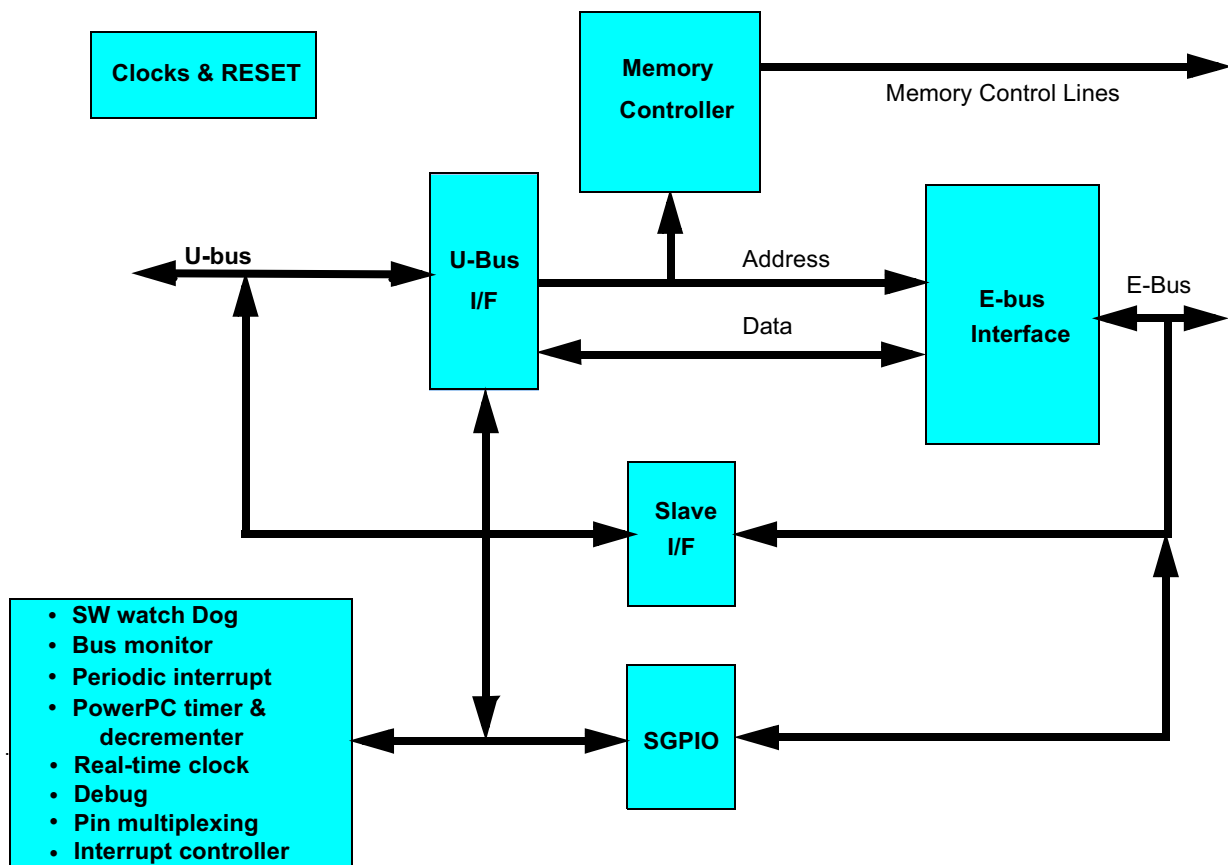 Clocks & RESET
Memory
Controller
Memory Control Lines
U-bus
U-Bus
I/F
Address
Data
E-bus
Interface
E-Bus
Slave
I/F
• SW watch Dog
• Bus monitor
• Periodic interrupt
• PowerPC timer &
decrementer
• Real-time clock
• Debug
• Pin multiplexing
• Interrupt controller
SGPIO